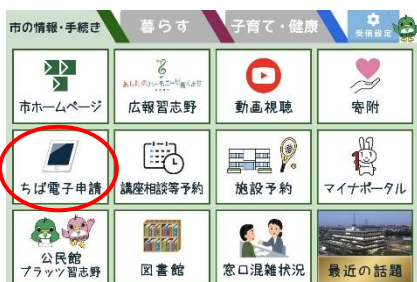 市の情報・手続き
暮らす
子育て・健康
受信設定
市ホームページ
広報習志野
動画視聴
寄附
ちば電子申請
講座相談等予約
施設予約
マイナポータル
公民館
プラッツ習志野
図書館
窓口混雑状況
最近の話題